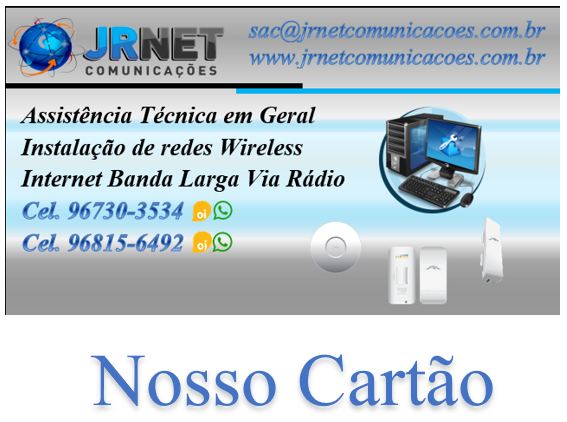 JRNET
COMUNICAÇÕES
sac@jrnetcomunicacoes.com.br
www.jrnetcomunicacoes.com.br
Assistência Técnica em Geral
Instalação de redes Wireless
Internet Banda Larga Via Rádio
Cel. 96730-3534 oi
Cel. 96815-6492 oi
Nosso Cartão